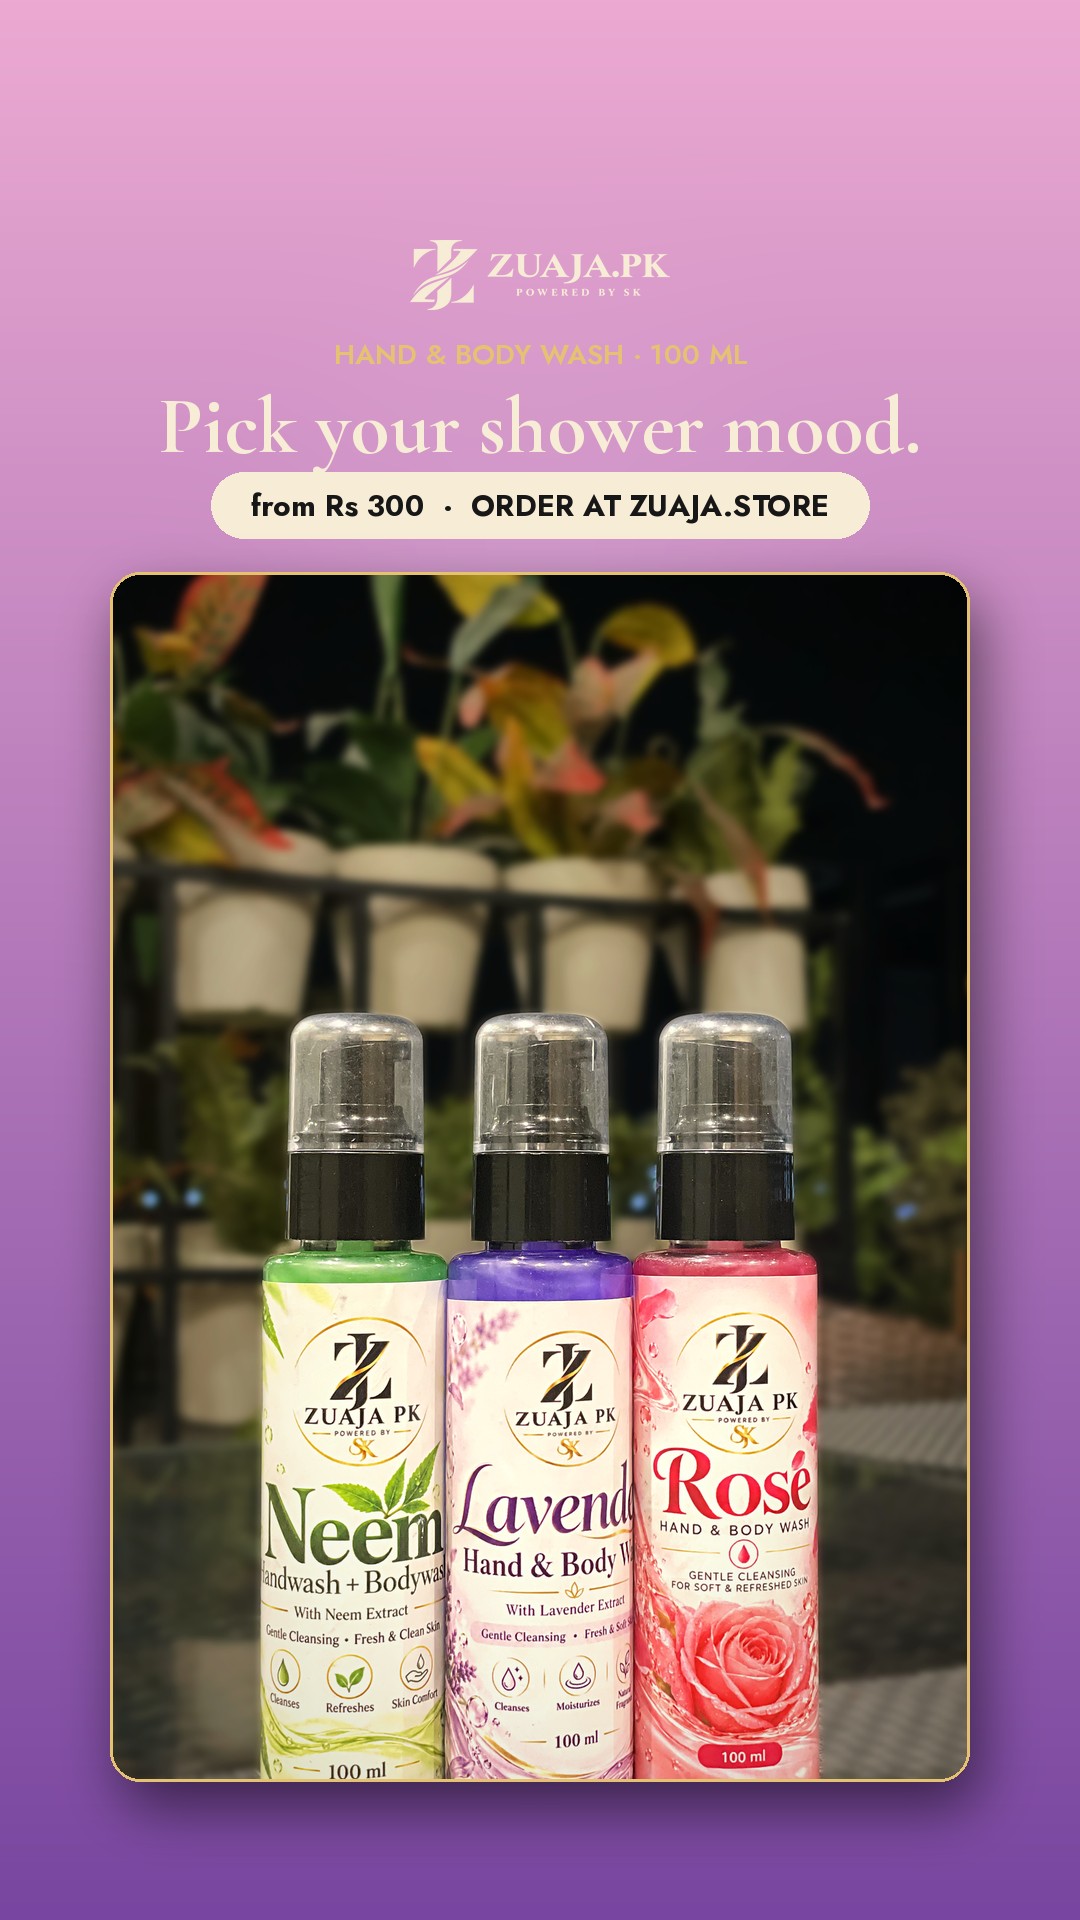 ZUAJA.PK
POWERED BY SK
HAND & BODY WASH · 100 ML
Pick your shower mood.
from Rs 300 · ORDER AT ZUAJA.STORE
ZUAJA PK
POWERED BY
SK
Neem
Handwash + Bodywas
With Neem Extract
Gentle Cleansing • Fresh & Clean Skin
Cleanses
Refreshes
Skin Comfort
100 ml
ZUAJA PK
POWERED BY
SK
Lavende
Hand & Body W
With Lavender Extract
Gentle Cleansing • Fresh & Soft S
Cleanses
Moisturizes
100 ml
ZUAJA PK
POWERED BY
SK
Rose
HAND & BODY WASH
GENTLE CLEANSING
FOR SOFT & REFRESHED SKIN
100 ml